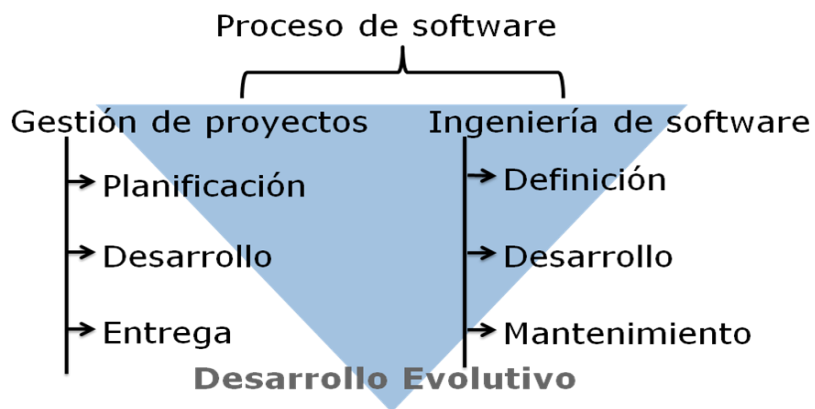 Proceso de software
Gestión de proyectos
Planificación
Desarrollo
Entrega
Ingeniería de software
Definición
Desarrollo
Mantenimiento
Desarrollo Evolutivo